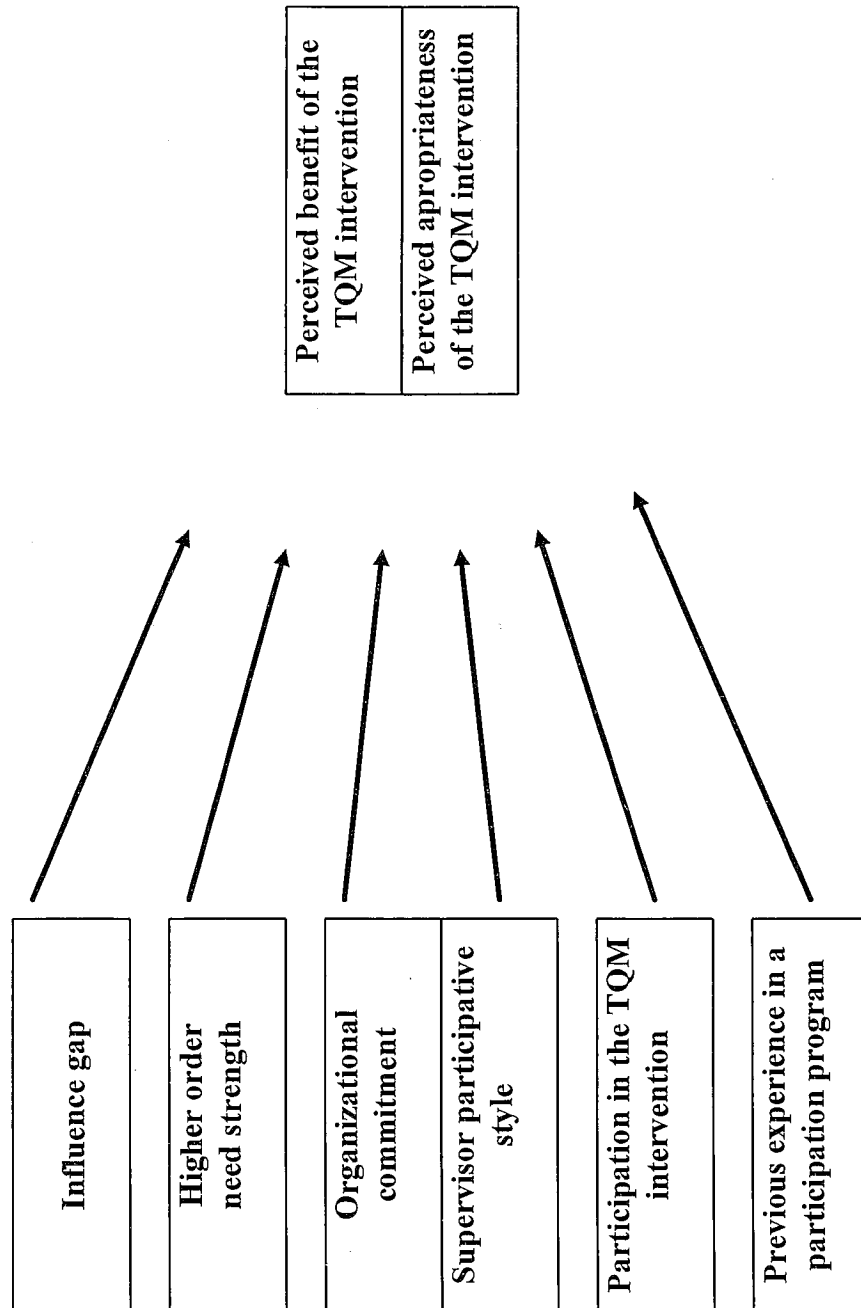 Influence gap
Higher order
need strength
Organizational
commitment
Supervisor participative
style
Participation in the TQM
intervention
Previous experience in a
participation program
Perceived benefit of the
TQM intervention
Perceived apropriateness
of the TQM intervention